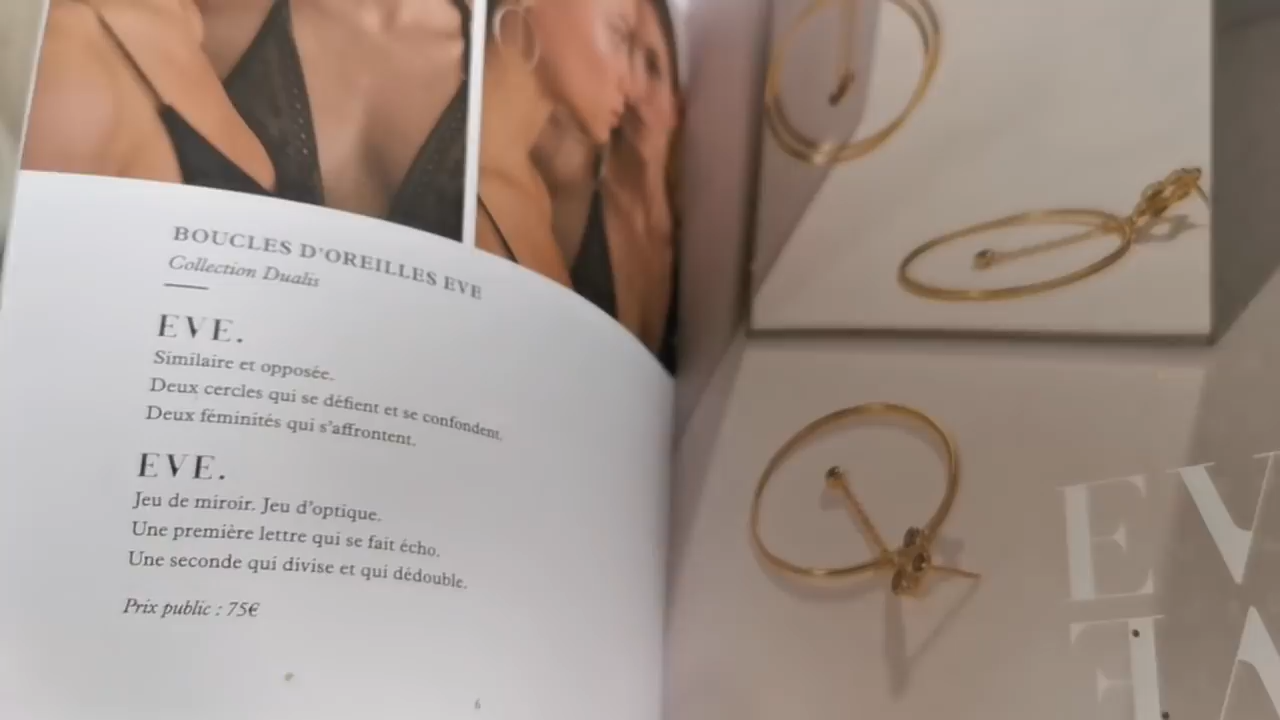 BOUCLES D'OREILLES EVE
Collection Dualis
EVE.
Similaire et opposée.
Deux cercles qui se défient et se confondent.
Deux féminités qui s'affrontent.
EVE.
Jeu de miroir. Jeu d'optique.
Une première lettre qui se fait écho.
Une seconde qui divise et qui dédouble.
Prix public : 75€
6
EV